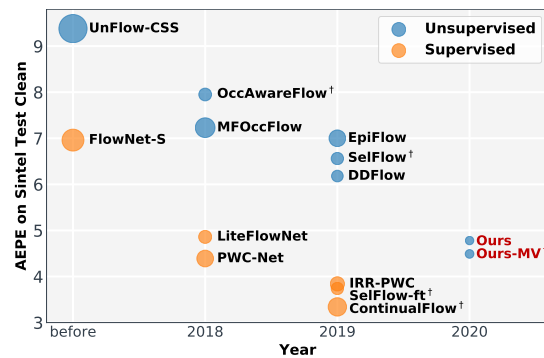 Unsupervised
Supervised
AEPE on Sintel Test Clean
9
8
7
6
5
4
3
UnFlow-CSS
FlowNet-S
OccAwareFlow†
MFOccFlow
LiteFlowNet
PWC-Net
EpiFlow
SelFlow†
DDFlow
IRR-PWC
SelFlow-ft†
ContinualFlow†
Ours
Ours-MV†
before 2018 2019 2020
Year